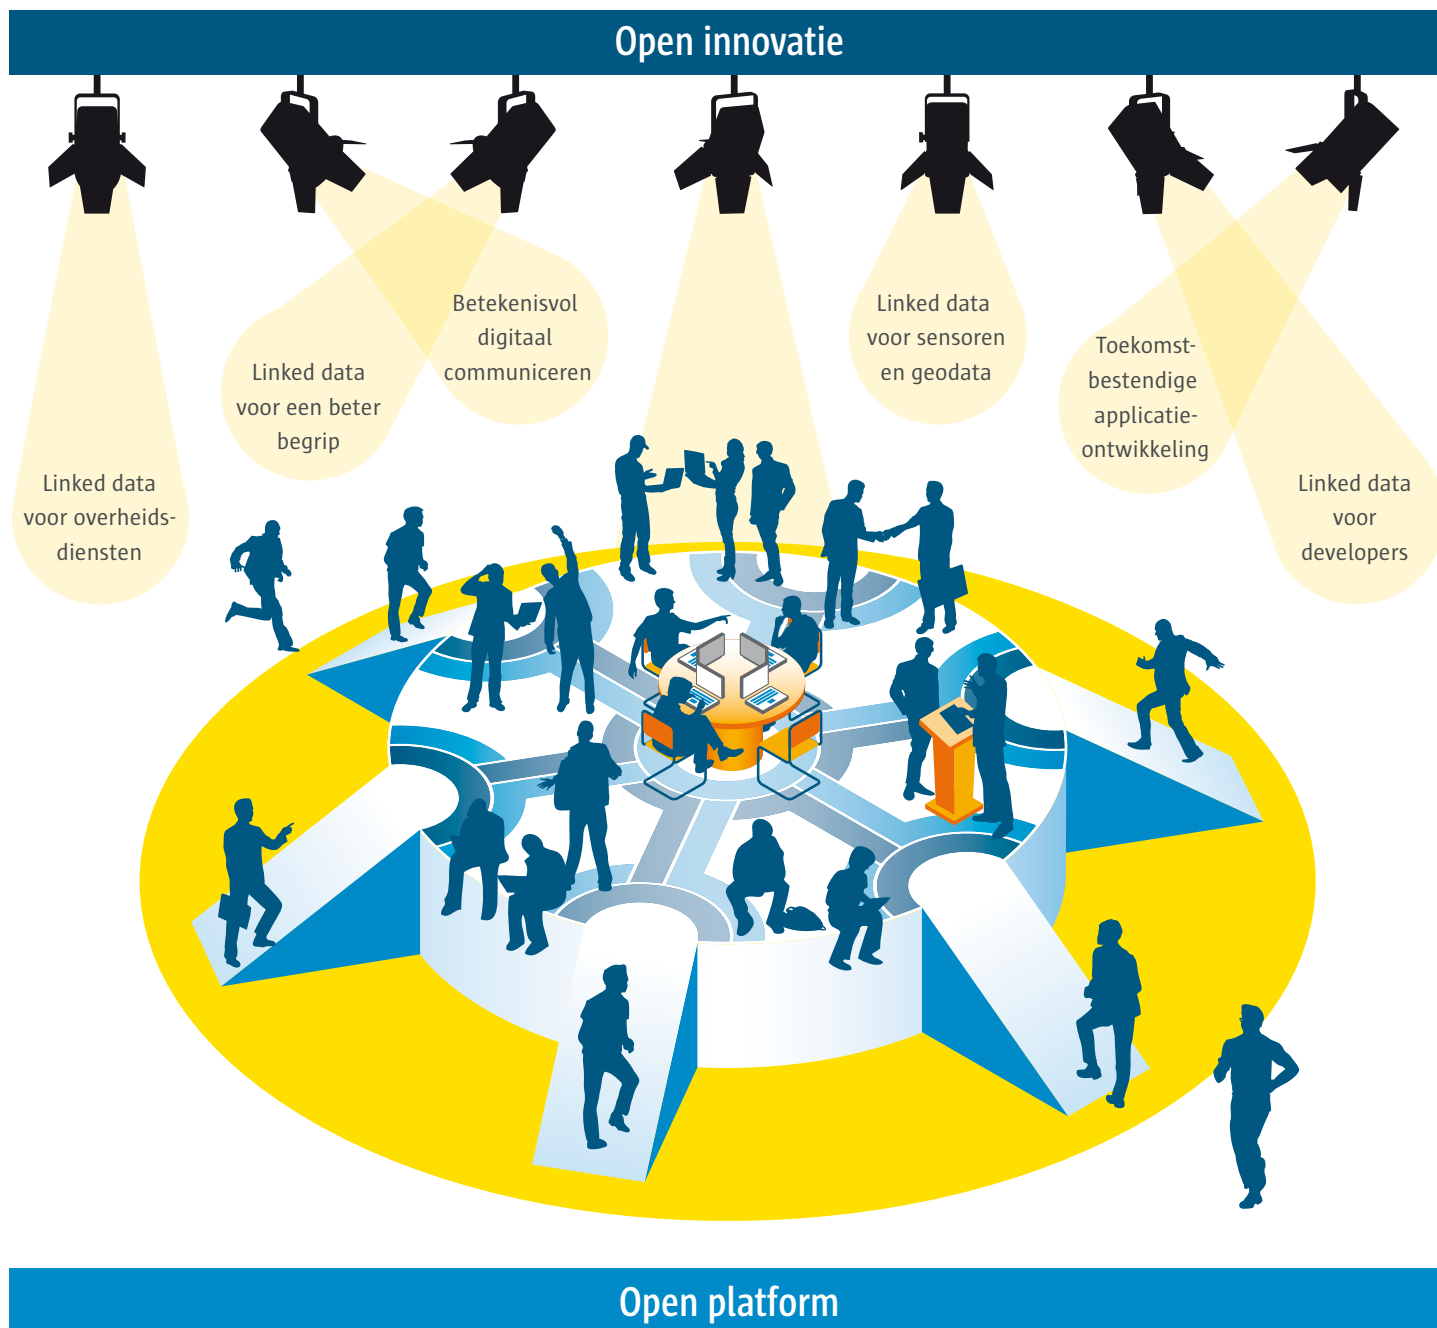 Open innovatie
Linked data
voor overheids-
diensten
Linked data
voor een beter
begrip
Betekenisvol
digitaal
communiceren
Linked data
voor sensoren
en geodata
Toekomst-
bestendige
applicatie-
ontwikkeling
Linked data
voor
developers
Open platform